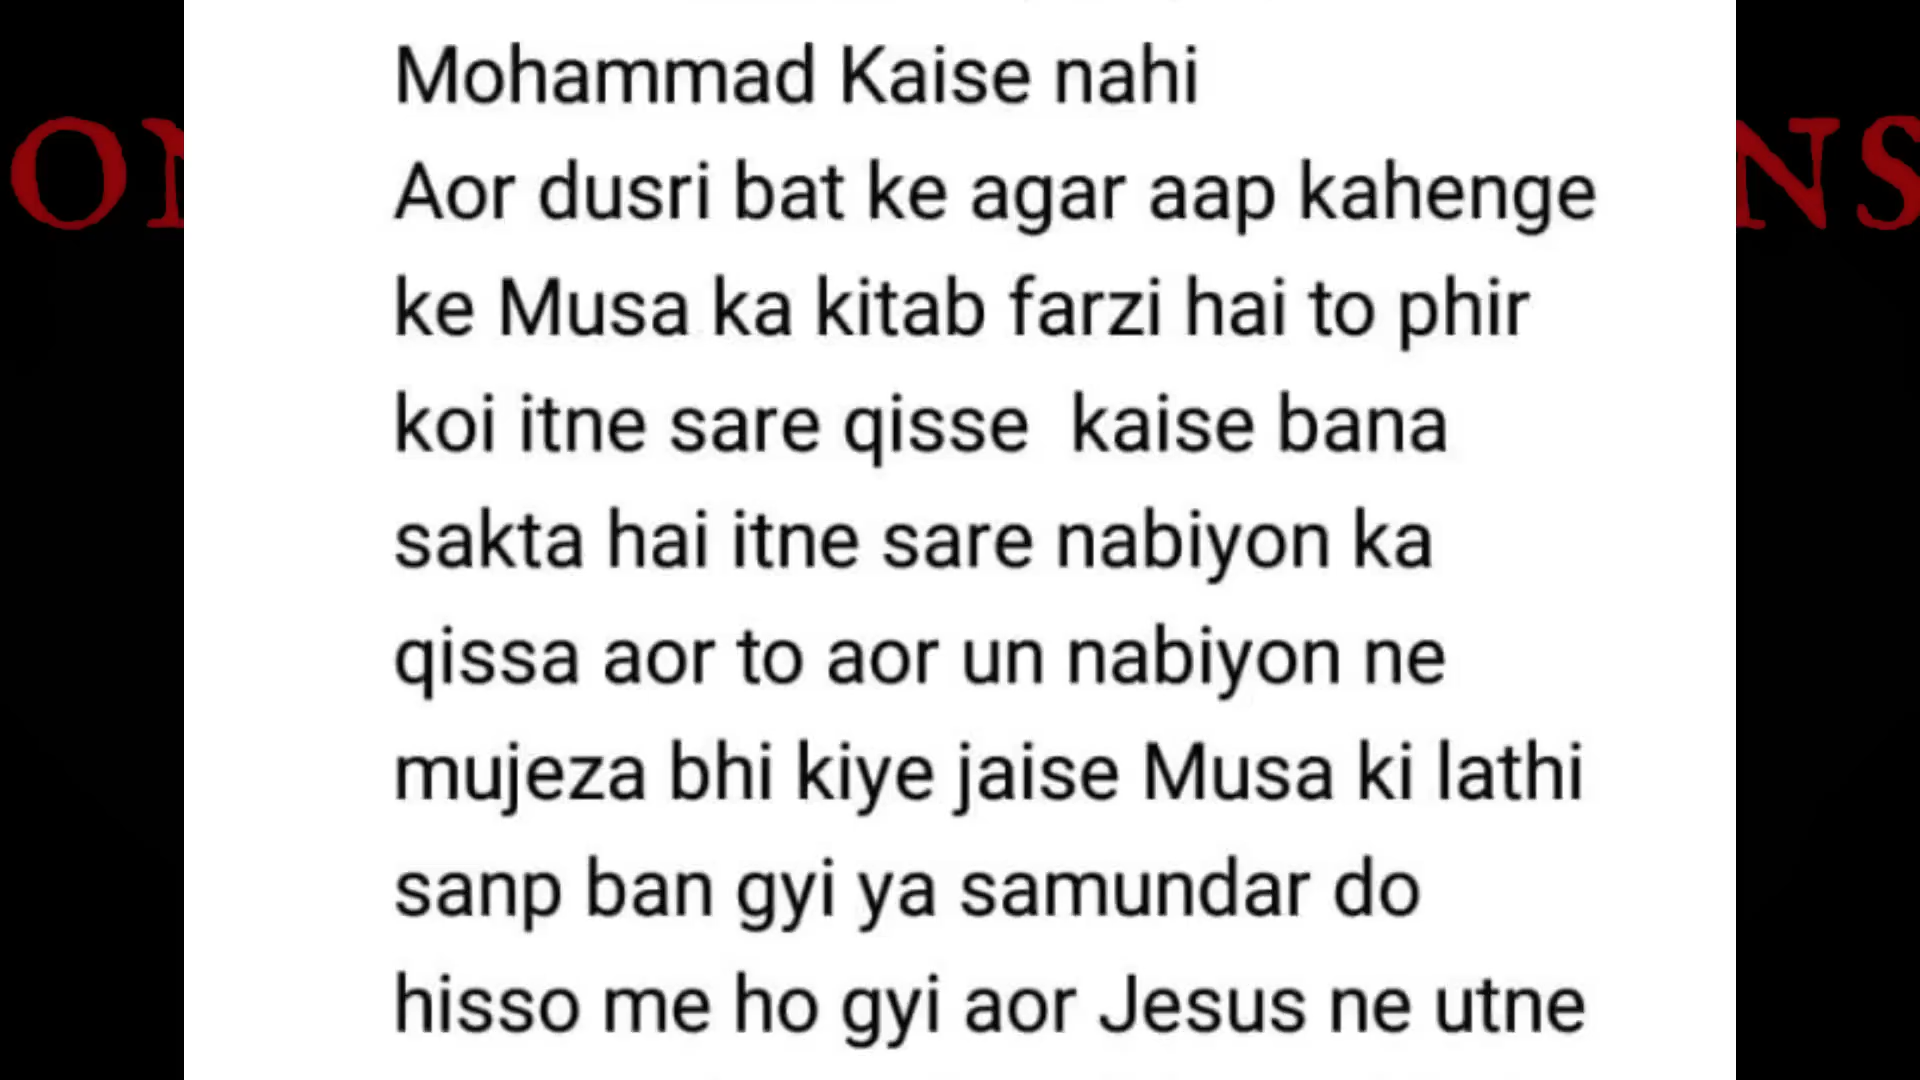 Mohammad Kaise nahi
Aor dusri bat ke agar aap kahenge
ke Musa ka kitab farzi hai to phir
koi itne sare qisse kaise bana
sakta hai itne sare nabiyon ka
qissa aor to aor un nabiyon ne
mujeza bhi kiye jaise Musa ki lathi
sanp ban gyi ya samundar do
hisso me ho gyi aor Jesus ne utne